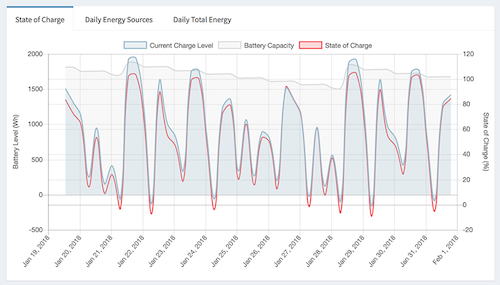 State of Charge Daily Energy Sources Daily Total Energy
Current Charge Level Battery Capacity State of Charge
2000 120
100
1500 80
1000 60
40
500 20
0 0
-500 -20
Battery Level (Wh)
State of Charge (%)
Jan 19, 2018 Jan 20, 2018 Jan 21, 2018 Jan 22, 2018 Jan 23, 2018 Jan 24, 2018 Jan 25, 2018 Jan 26, 2018 Jan 27, 2018 Jan 28, 2018 Jan 29, 2018 Jan 30, 2018 Jan 31, 2018 Feb 1, 2018